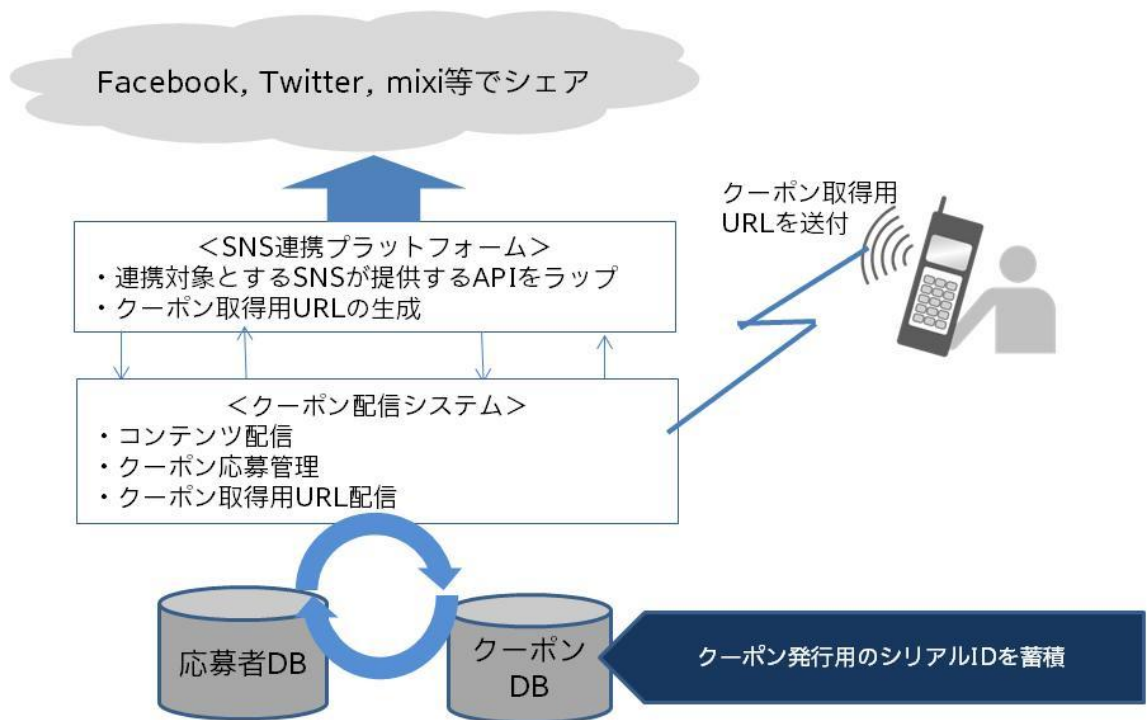 Facebook, Twitter, mixi等でシェア
クーポン取得用
URLを送付
＜SNS連携プラットフォーム＞
・連携対象とするSNSが提供するAPIをラップ
・クーポン取得用URLの生成
＜クーポン配信システム＞
・コンテンツ配信
・クーポン応募管理
・クーポン取得用URL配信
応募者DB
クーポン
DB
クーポン発行用のシリアルIDを蓄積